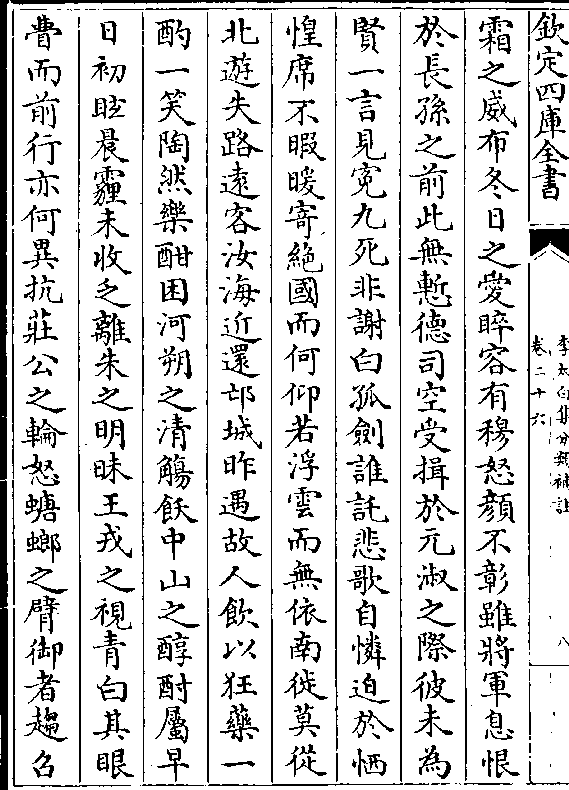 欽定四庫全書
李太白集分類補註
卷二十六
八
霜之威布冬日之愛睟容有穆怒顔不彰雖將軍息恨
於長孫之前此無慙德司空受揖於元淑之際彼未為
賢一言見寃九死非謝白孤劍誰託悲歌自憐迫於悽
惶席不暇暖寄絕國而何仰若浮雲而無依南徙莫從
北遊失路遠客汝海近還邙城昨遇故人飲以狂藥一
酌一笑陶然樂酣困河朔之清觴飫中山之醇酎屬早
日初眩晨霾未收乏離朱之明昧王戎之視青白其眼
瞢而前行亦何異抗莊公之輪怒螗螂之臂御者趨召